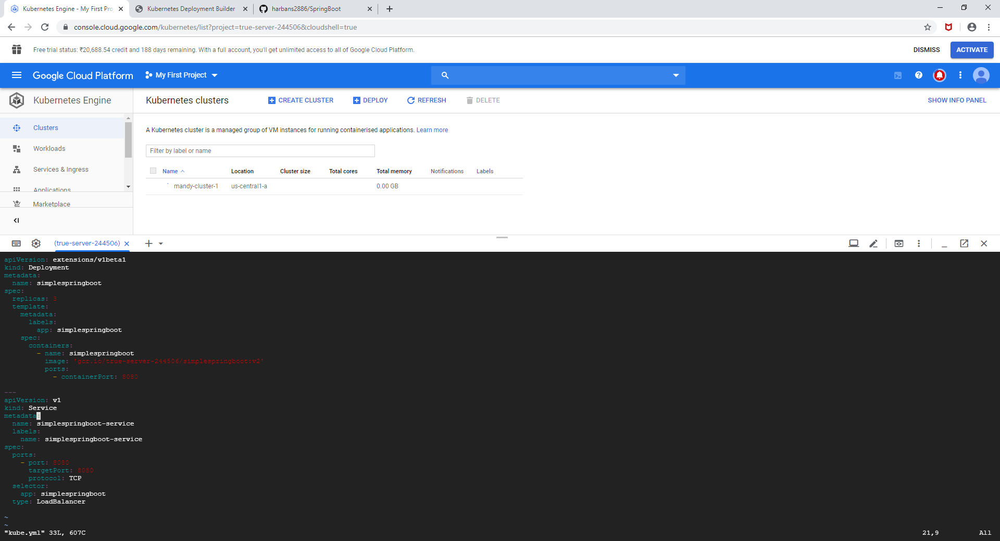 Kubernetes Engine - My First Pro
Kubernetes Deployment Builder
harbans2886/SpringBoot
console.cloud.google.com/kubernetes/list?project=true-server-244506&cloudshell=true
Free trial status: ₹20,688.54 credit and 188 days remaining. With a full account, you'll get unlimited access to all of Google Cloud Platform.
DISMISS
ACTIVATE
Google Cloud Platform
My First Project
Kubernetes Engine
Kubernetes clusters
CREATE CLUSTER
DEPLOY
REFRESH
DELETE
SHOW INFO PANEL
Clusters
Workloads
Services & Ingress
Applications
Marketplace
A Kubernetes cluster is a managed group of VM instances for running containerised applications. Learn more
Filter by label or name
Name Location Cluster size Total cores Total memory Notifications Labels
mandy-cluster-1 us-central1-a 0.00 GB
(true-server-244506)
apiVersion: extensions/v1beta1
kind: Deployment
metadata:
  name: simplespringboot
spec:
  replicas: 3
  template:
    metadata:
      labels:
        app: simplespringboot
    spec:
      containers:
        - name: simplespringboot
          image: 'gcr.io/true-server-244506/simplespringboot:v2'
          ports:
            - containerPort: 8080
---
apiVersion: v1
kind: Service
metadata:
  name: simplespringboot-service
  labels:
    name: simplespringboot-service
spec:
  ports:
    - port: 8080
      targetPort: 8080
      protocol: TCP
  selector:
    app: simplespringboot
  type: LoadBalancer
~
~
"kube.yml" 33L, 607C
21,9
All